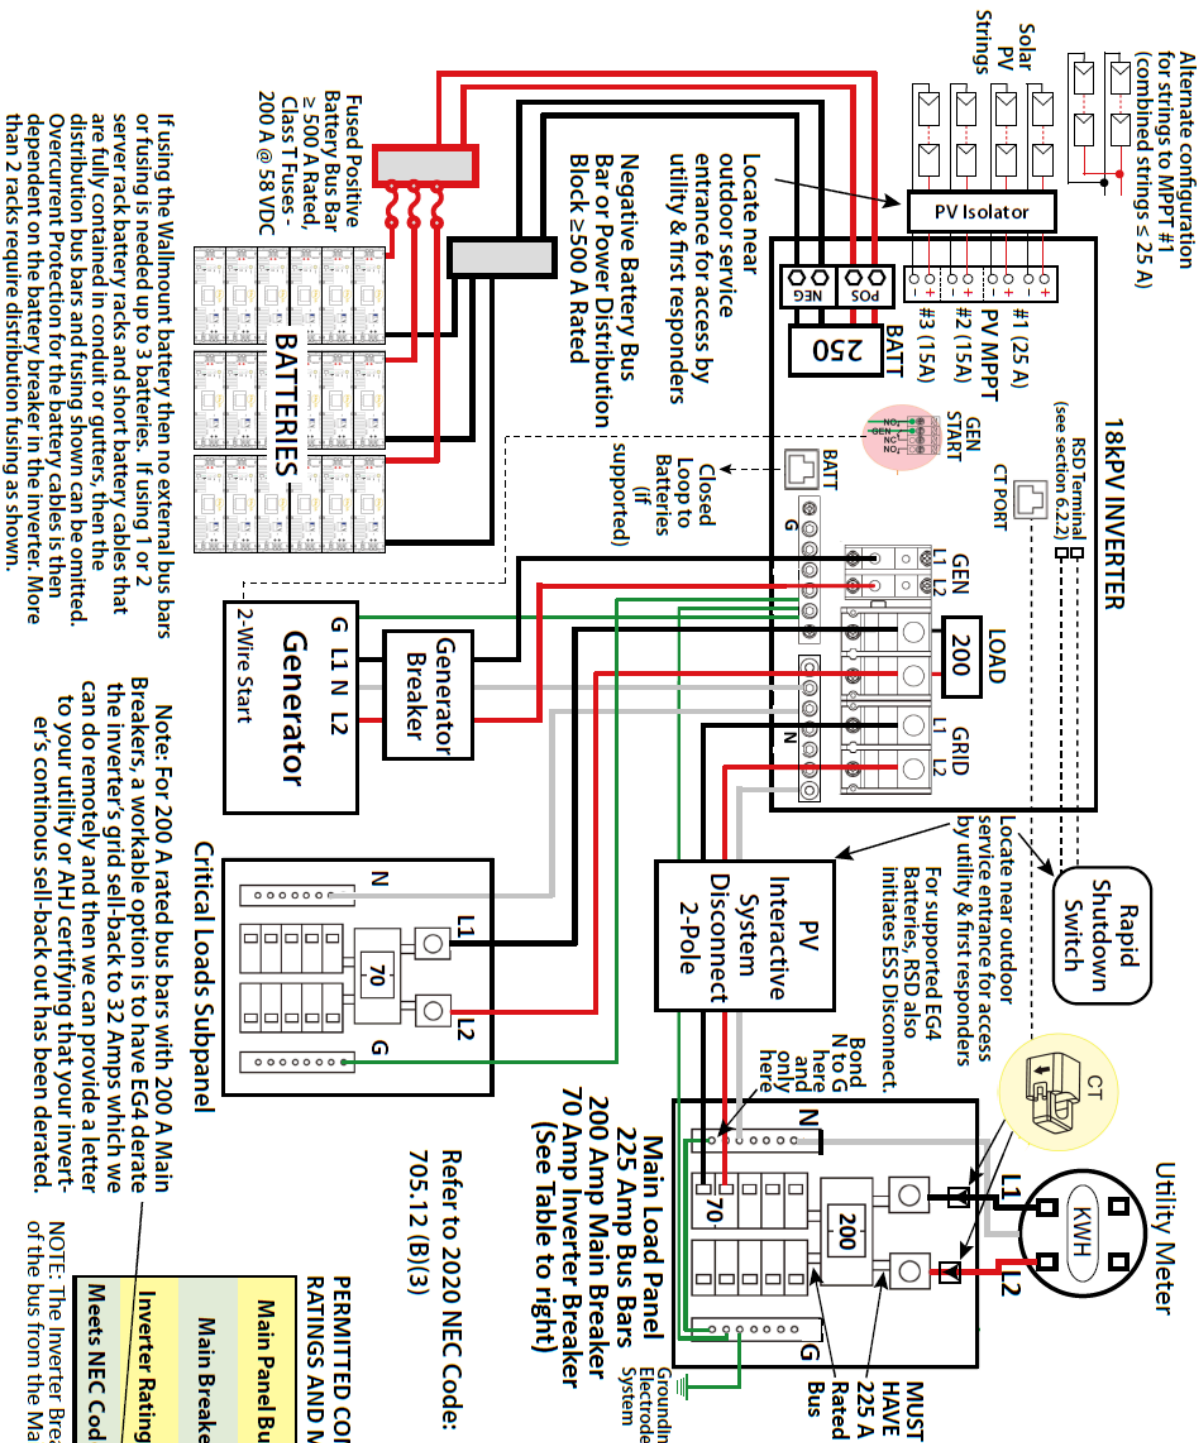 Alternate configuration
for strings to MPPT #1
(combined strings ≤ 25 A)
Solar
PV
Strings
PV Isolator
18kPV INVERTER
+
−
+
−
+
−
+
−
#1 (25 A)
PV MPPT
#2 (15A)
#3 (15A)
RSD Terminal
(see section 6.2.2)
CT PORT
POS
NEG
BATT
250
GEN
START
NO
GEN
NC
NO
BATT
G
GEN
L1 L2
LOAD
200
GRID
L1 L2
N
Locate near
outdoor service
entrance for access by
utility & first responders
Negative Battery Bus
Bar or Power Distribution
Block ≥500 A Rated
Closed
Loop to
Batteries
(if
supported)
Fused Positive
Battery Bus Bar
≥ 500 A Rated,
Class T Fuses -
200 A @ 58 VDC
BATTERIES
If using the Wallmount battery then no external bus bars
or fusing is needed up to 3 batteries. If using 1 or 2
server rack battery racks and short battery cables that
are fully contained in conduit or gutters, then the
distribution bus bars and fusing shown can be omitted.
Overcurrent Protection for the battery cables is then
dependent on the battery breaker in the inverter. More
than 2 racks require distribution fusing as shown.
Generator
Breaker
G L1 N L2
Generator
2-Wire Start
Rapid
Shutdown
Switch
Locate near outdoor
service entrance for access
by utility & first responders
For supported EG4
Batteries, RSD also
initiates ESS Disconnect.
PV
Interactive
System
Disconnect
2-Pole
L1
L2
N
70
G
Critical Loads Subpanel
CT
Utility Meter
KWH
L1
L2
Bond
N to G
here
and
only
here
N
200
70
G
MUST
HAVE
225 A
Rated
Bus
Main Load Panel
225 Amp Bus Bars
200 Amp Main Breaker
70 Amp Inverter Breaker
(See Table to right)
Electrode
System
Refer to 2020 NEC Code:
705.12 (B)(3)
Note: For 200 A rated bus bars with 200 A Main
Breakers, a workable option is to have EG4 derate
the inverter's grid sell-back to 32 Amps which we
can do remotely and then we can provide a letter
to your utility or AHJ certifying that your invert-
er's continous sell-back out has been derated.
PERMITTED
RATINGS AND
Main Panel
Main
Inverter Rating
Meets NEC
NOTE: The Inverter
of the bus from the